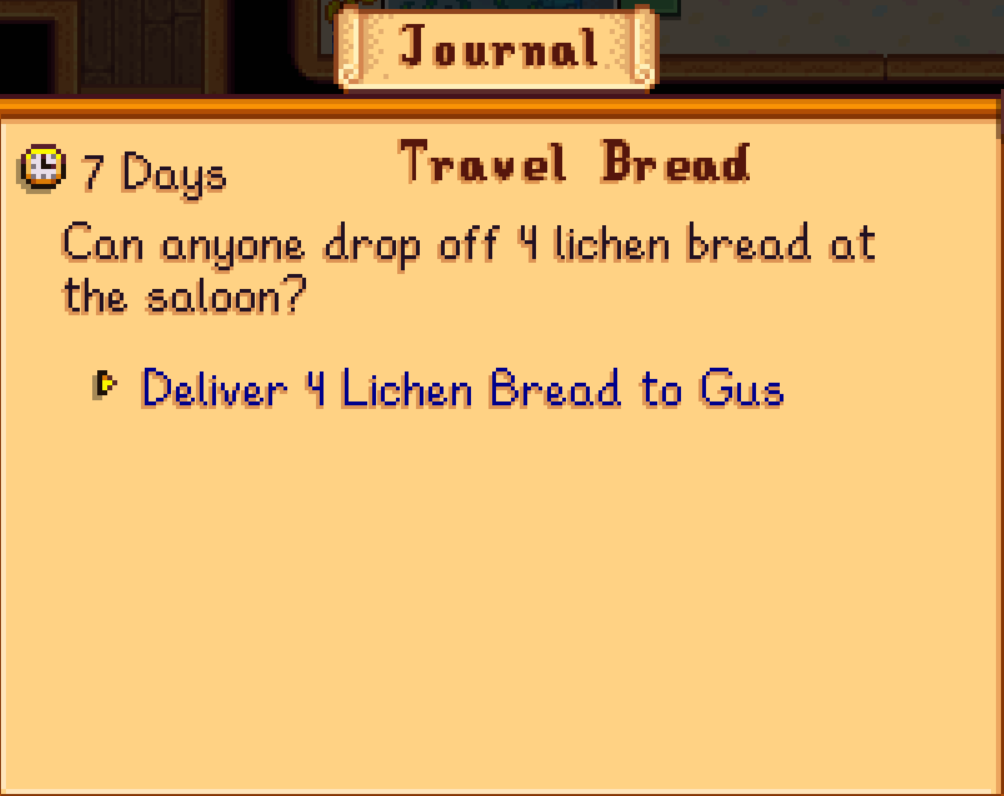 Journal
7 Days
Travel Bread
Can anyone drop off 4 lichen bread at
the saloon?
Deliver 4 Lichen Bread to Gus